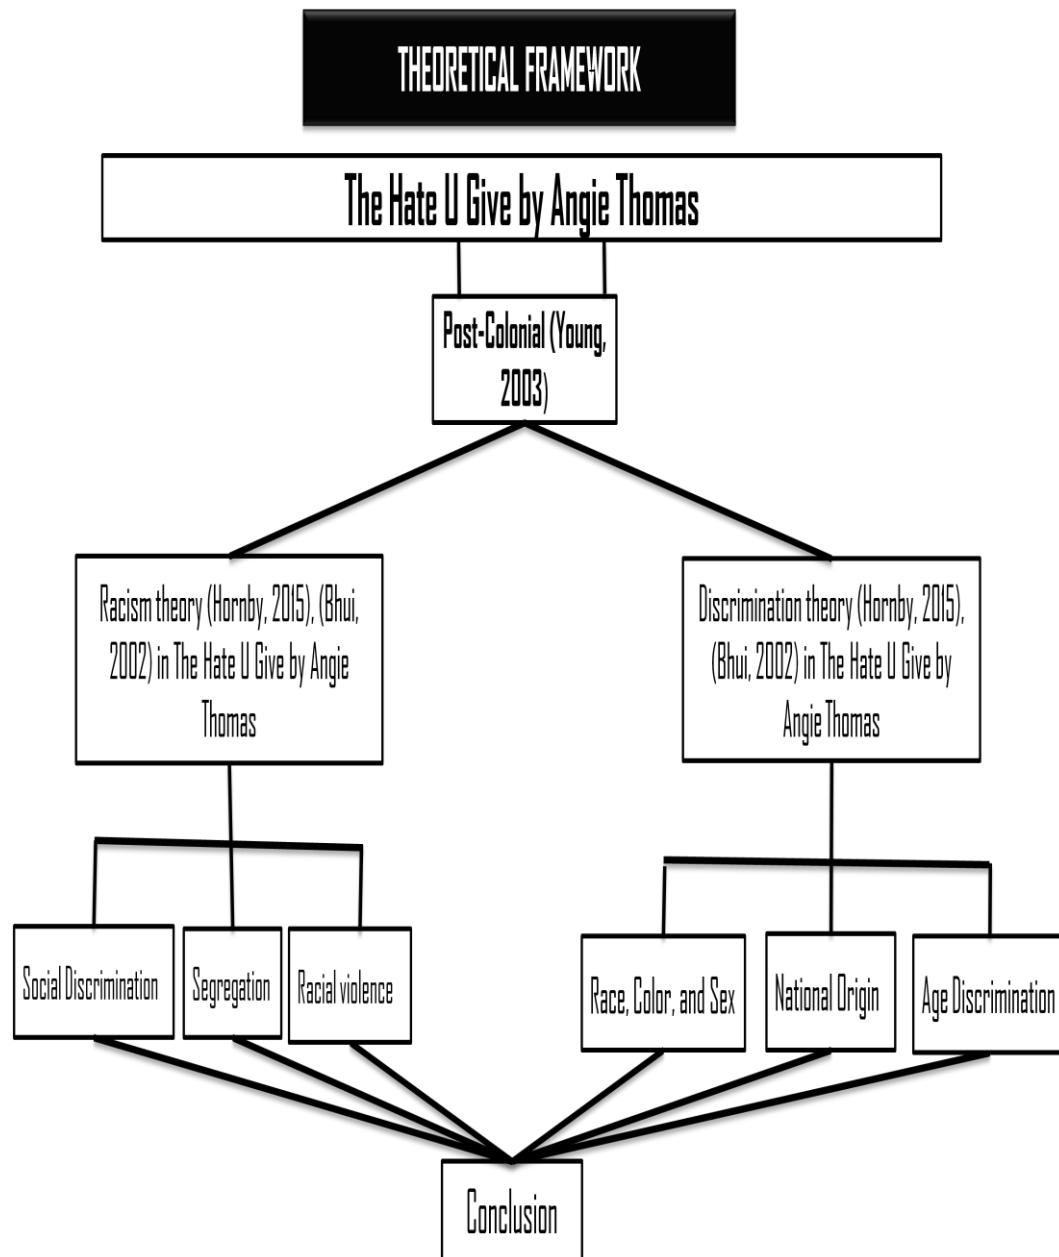 THEORETICAL FRAMEWORK
The Hate U Give by Angie Thomas
Post-Colonial (Young,
2003)
Racism theory (Hornby, 2015), (Bhui,
2002) in The Hate U Give by Angie
Thomas
Discrimination theory (Hornby, 2015),
(Bhui, 2002) in The Hate U Give by
Angie Thomas
Social Discrimination
Segregation
Racial violence
Race, Color, and Sex
National Origin
Age Discrimination
Conclusion